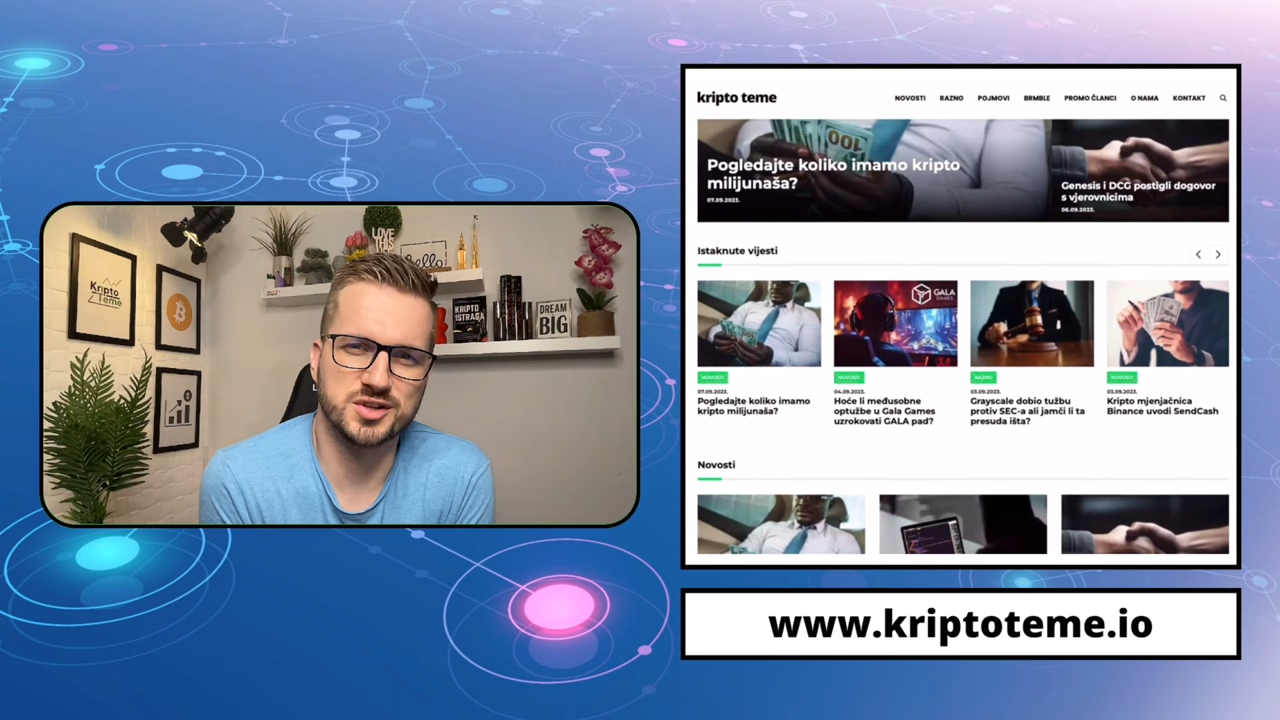 Kripto
Teme
LOVE
THIS
hello
KRIPTO
ISTRAGA
DREAM
BIG
kripto teme
NOVOSTI RAZNO POJMOVI BRMBLE PROMO ČLANCI O NAMA KONTAKT
100
Pogledajte koliko imamo kripto
milijunaša?
07.09.2023.
Genesis i DCG postigli dogovor
s vjerovnicima
06.09.2023.
Istaknute vijesti
GALA
GAMES
NOVOSTI
07.09.2023.
Pogledajte koliko imamo
kripto milijunaša?
NOVOSTI
04.09.2023.
Hoće li međusobne
optužbe u Gala Games
uzrokovati GALA pad?
RAZNO
03.09.2023.
Grayscale dobio tužbu
protiv SEC-a ali jamči li ta
presuda išta?
NOVOSTI
03.09.2023.
Kripto mjenjačnica
Binance uvodi SendCash
Novosti
www.kriptoteme.io